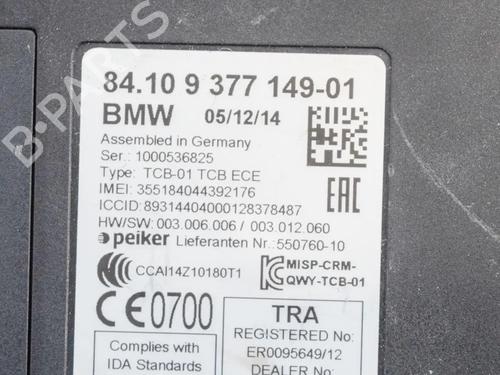 84.10 9 377 149-01
BMW 05/12/14
Assembled in Germany
Ser.: 1000536825
Type: TCB-01 TCB ECE
IMEI: 355184044392176
ICCID: 89314404000128378487
HW/SW: 003.006.006 / 003.012.060
peiker Lieferanten Nr.: 550760-10
EAC
CCAI14Z10180T1
MISP-CRM-
QWY-TCB-01
CE0700
Complies with
IDA Standards
TRA
REGISTERED No:
ER0095649/12
DEALER No:
B-PARTS